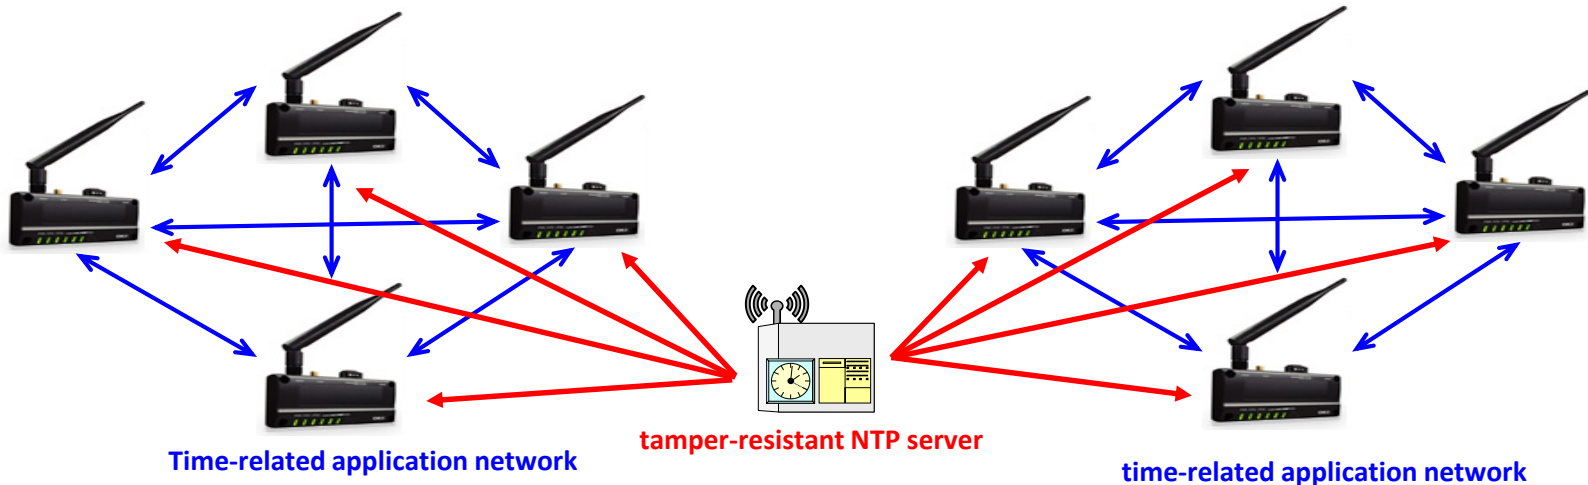 tamper-resistant NTP server
Time-related application network
time-related application network